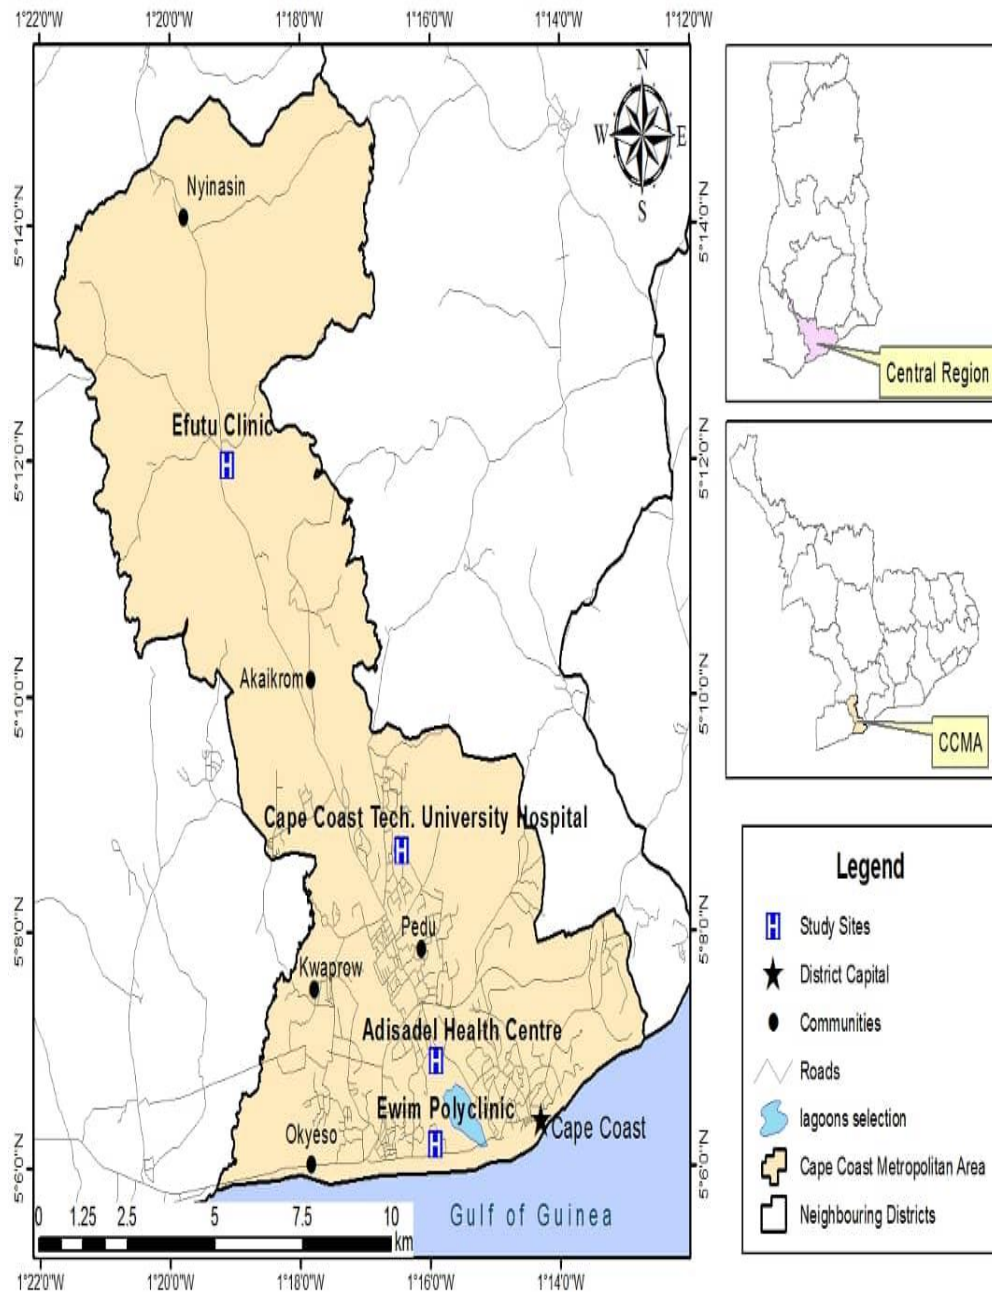 1°22'0"W 1°20'0"W 1°18'0"W 1°16'0"W 1°14'0"W 1°12'0"W
N
W E
S
Nyinasin
5°14'0"N 5°14'0"N
Efutu Clinic
H
5°12'0"N 5°12'0"N
Akaikrom
5°10'0"N 5°10'0"N
Cape Coast Tech. University Hospital
H
Pedu
5°8'0"N 5°8'0"N
Kwaprow
Adisadel Health Centre
H
Ewim Polyclinic
H
Okyeso
Cape Coast
5°6'0"N 5°6'0"N
Gulf of Guinea
0 1.25 2.5 5 7.5 10
km
1°22'0"W 1°20'0"W 1°18'0"W 1°16'0"W 1°14'0"W
Central Region
CCMA
Legend
H Study Sites
District Capital
Communities
Roads
lagoons selection
Cape Coast Metropolitan Area
Neighbouring Districts